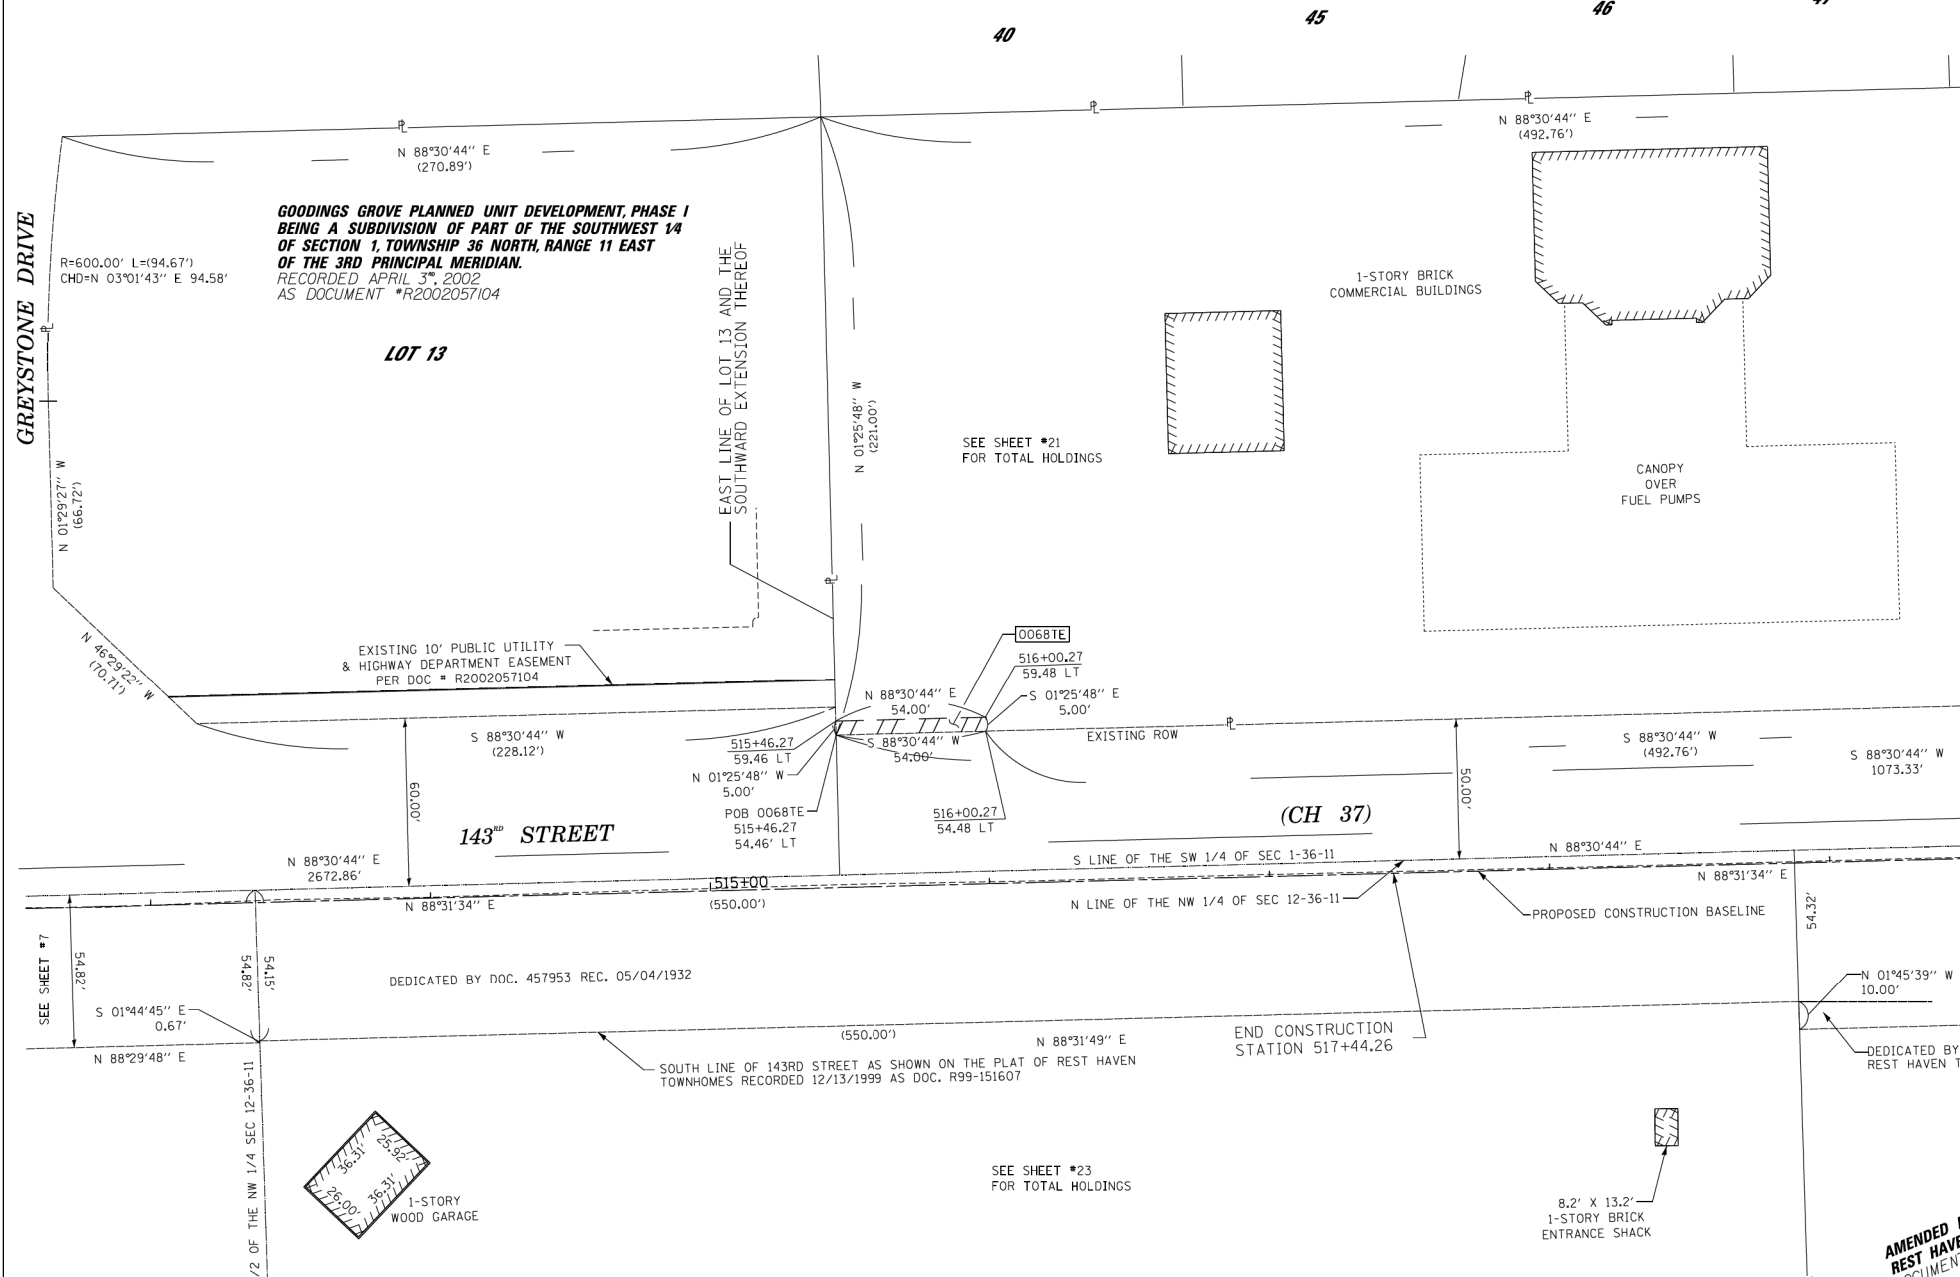 40
45
46
N 88°30'44'' E
(270.89')
N 88°30'44'' E
(492.76')
GREYSTONE DRIVE
GOODINGS GROVE PLANNED UNIT DEVELOPMENT, PHASE I
BEING A SUBDIVISION OF PART OF THE SOUTHWEST 1/4
OF SECTION 1, TOWNSHIP 36 NORTH, RANGE 11 EAST
OF THE 3RD PRINCIPAL MERIDIAN.
RECORDED APRIL 3RD, 2002
AS DOCUMENT #R2002057104
R=600.00' L=(94.67')
CHD=N 03°01'43'' E 94.58'
LOT 13
EAST LINE OF LOT 13 AND THE
SOUTHWARD EXTENSION THEREOF
N 01°25'48'' W
(221.00')
1-STORY BRICK
COMMERCIAL BUILDINGS
SEE SHEET #21
FOR TOTAL HOLDINGS
CANOPY
OVER
FUEL PUMPS
N 01°29'27'' W
(66.72')
N 46°29'22'' W
(70.71')
EXISTING 10' PUBLIC UTILITY
& HIGHWAY DEPARTMENT EASEMENT
PER DOC # R2002057104
0068TE
516+00.27
59.48 LT
N 88°30'44'' E
54.00'
S 01°25'48'' E
5.00'
S 88°30'44'' W
(228.12')
515+46.27
59.46 LT
S 88°30'44'' W
54.00'
EXISTING ROW
N 01°25'48'' W
5.00'
S 88°30'44'' W
(492.76')
S 88°30'44'' W
1073.33'
60.00'
50.00'
POB 0068TE
515+46.27
54.46' LT
516+00.27
54.48 LT
143RD STREET
(CH 37)
N 88°30'44'' E
2672.86'
S LINE OF THE SW 1/4 OF SEC 1-36-11
N 88°30'44'' E
515+00
N 88°31'34'' E
(550.00')
N 88°31'34'' E
N LINE OF THE NW 1/4 OF SEC 12-36-11
PROPOSED CONSTRUCTION BASELINE
54.32'
SEE SHEET #7
54.82'
54.82'
54.15'
DEDICATED BY DOC. 457953 REC. 05/04/1932
N 01°45'39'' W
10.00'
S 01°44'45'' E
0.67'
N 88°29'48'' E
(550.00')
N 88°31'49'' E
END CONSTRUCTION
STATION 517+44.26
SOUTH LINE OF 143RD STREET AS SHOWN ON THE PLAT OF REST HAVEN
TOWNHOMES RECORDED 12/13/1999 AS DOC. R99-151607
DEDICATED BY
REST HAVEN
/2 OF THE NW 1/4 SEC 12-36-11
36.31'
25.92'
26.00'
36.31'
1-STORY
WOOD GARAGE
SEE SHEET #23
FOR TOTAL HOLDINGS
8.2' X 13.2'
1-STORY BRICK
ENTRANCE SHACK
AMENDED
REST